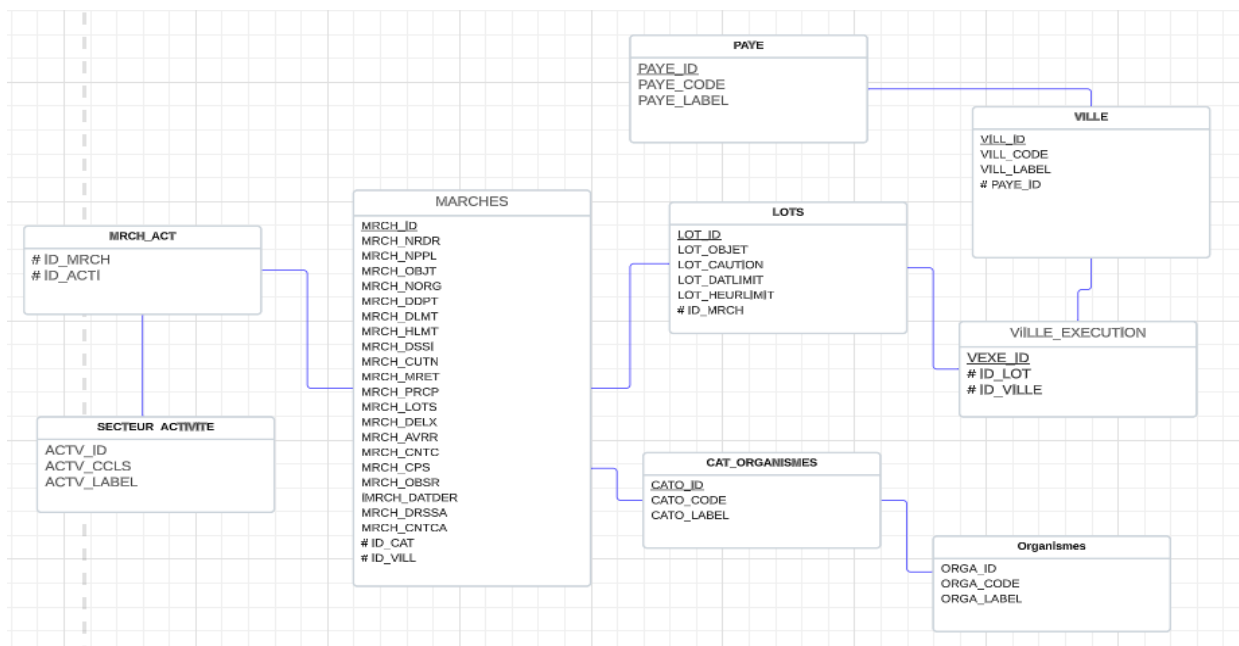 PAYE
PAYE_ID
PAYE_CODE
PAYE_LABEL
VILLE
VILL_ID
VILL_CODE
VILL_LABEL
# PAYE_ID
MARCHES
MRCH_ID
MRCH_NRDR
MRCH_NPPL
MRCH_OBJT
MRCH_NORG
MRCH_DDPT
MRCH_DLMT
MRCH_HLMT
MRCH_DSSI
MRCH_CUTN
MRCH_MRET
MRCH_PRCP
MRCH_LOTS
MRCH_DELX
MRCH_AVRR
MRCH_CNTC
MRCH_CPS
MRCH_OBSR
IMRCH_DATDER
MRCH_DRSSA
MRCH_CNTCA
# ID_CAT
# ID_VILL
LOTS
LOT_ID
LOT_OBJET
LOT_CAUTION
LOT_DATLIMIT
LOT_HEURLIMIT
# ID_MRCH
MRCH_ACT
# ID_MRCH
# ID_ACTI
VIILLE_EXECUTION
VEXE_ID
# ID_LOT
# ID_VILLE
SECTEUR_ACTIVITE
ACTV_ID
ACTV_CCLS
ACTV_LABEL
CAT_ORGANISMES
CATO_ID
CATO_CODE
CATO_LABEL
Organismes
ORGA_ID
ORGA_CODE
ORGA_LABEL